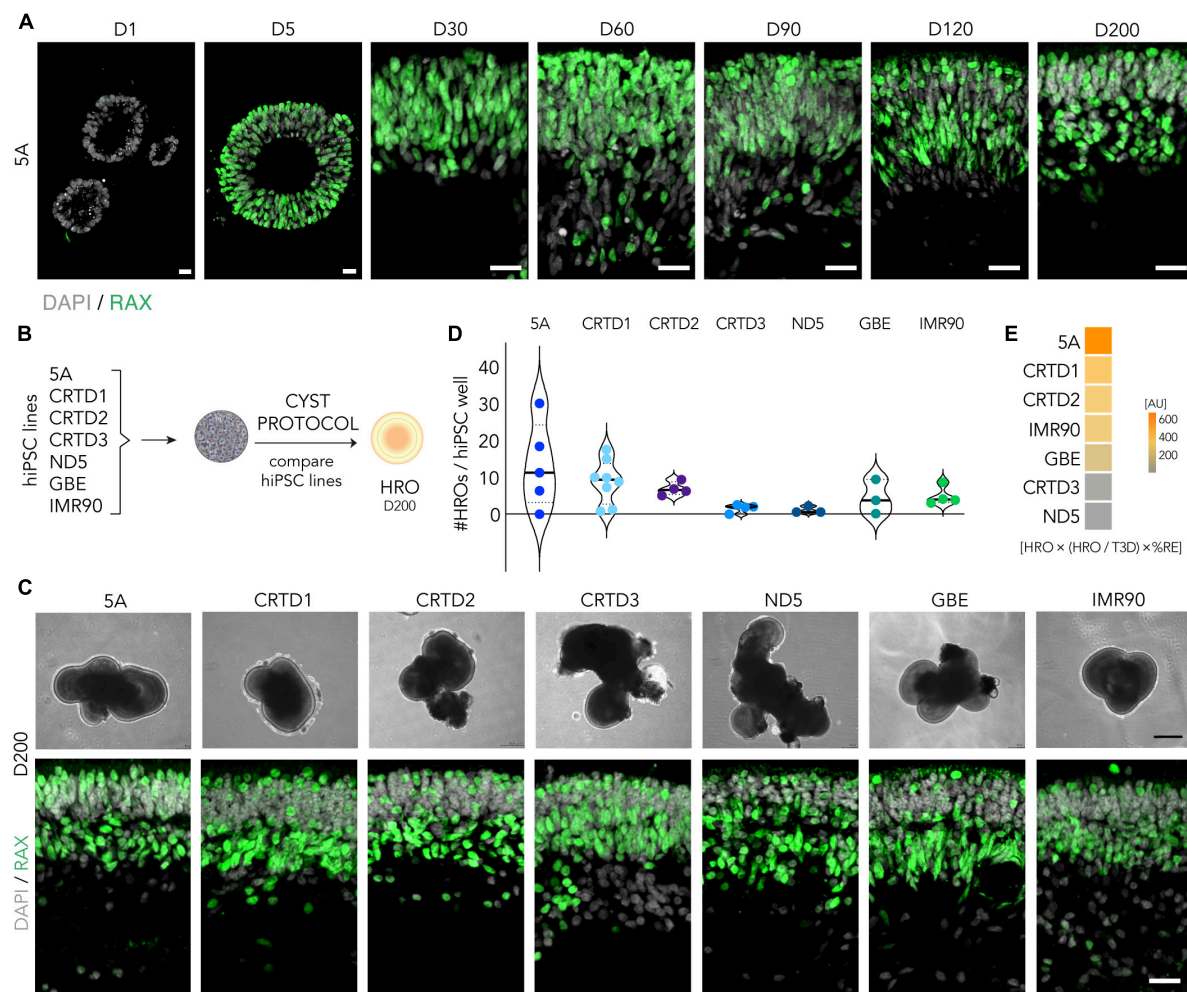 A
D1 D5 D30 D60 D90 D120 D200
5A
DAPI / RAX
B
hiPSC lines
5A
CRTD1
CRTD2
CRTD3
ND5
GBE
IMR90
CYST
PROTOCOL
compare
hiPSC lines
HRO
D200
D
5A CRTD1 CRTD2 CRTD3 ND5 GBE IMR90
#HROs / hiPSC well
40
30
20
10
0
E
5A
CRTD1
CRTD2
IMR90
GBE
CRTD3
ND5
[AU]
600
400
200
[HRO × (HRO / T3D) × %RE]
C
5A CRTD1 CRTD2 CRTD3 ND5 GBE IMR90
D200
DAPI / RAX